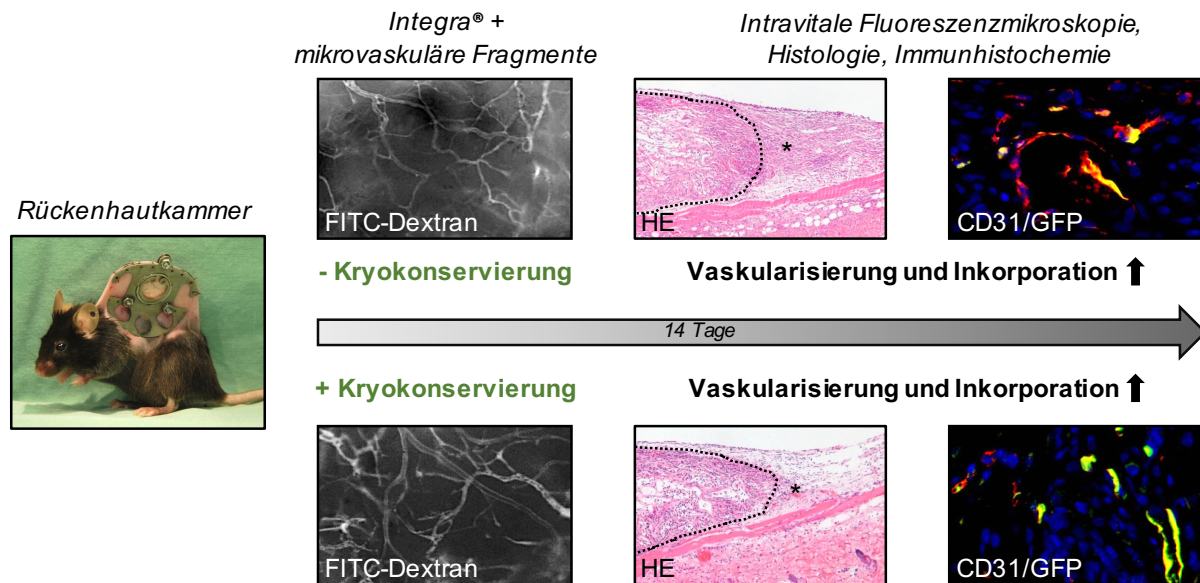 Integra® +
mikrovaskuläre Fragmente
Intravitale Fluoreszenzmikroskopie,
Histologie, Immunhistochemie
Rückenhautkammer
FITC-Dextran
*
HE
CD31/GFP
- Kryokonservierung
Vaskularisierung und Inkorporation
14 Tage
+ Kryokonservierung
Vaskularisierung und Inkorporation
FITC-Dextran
*
HE
CD31/GFP